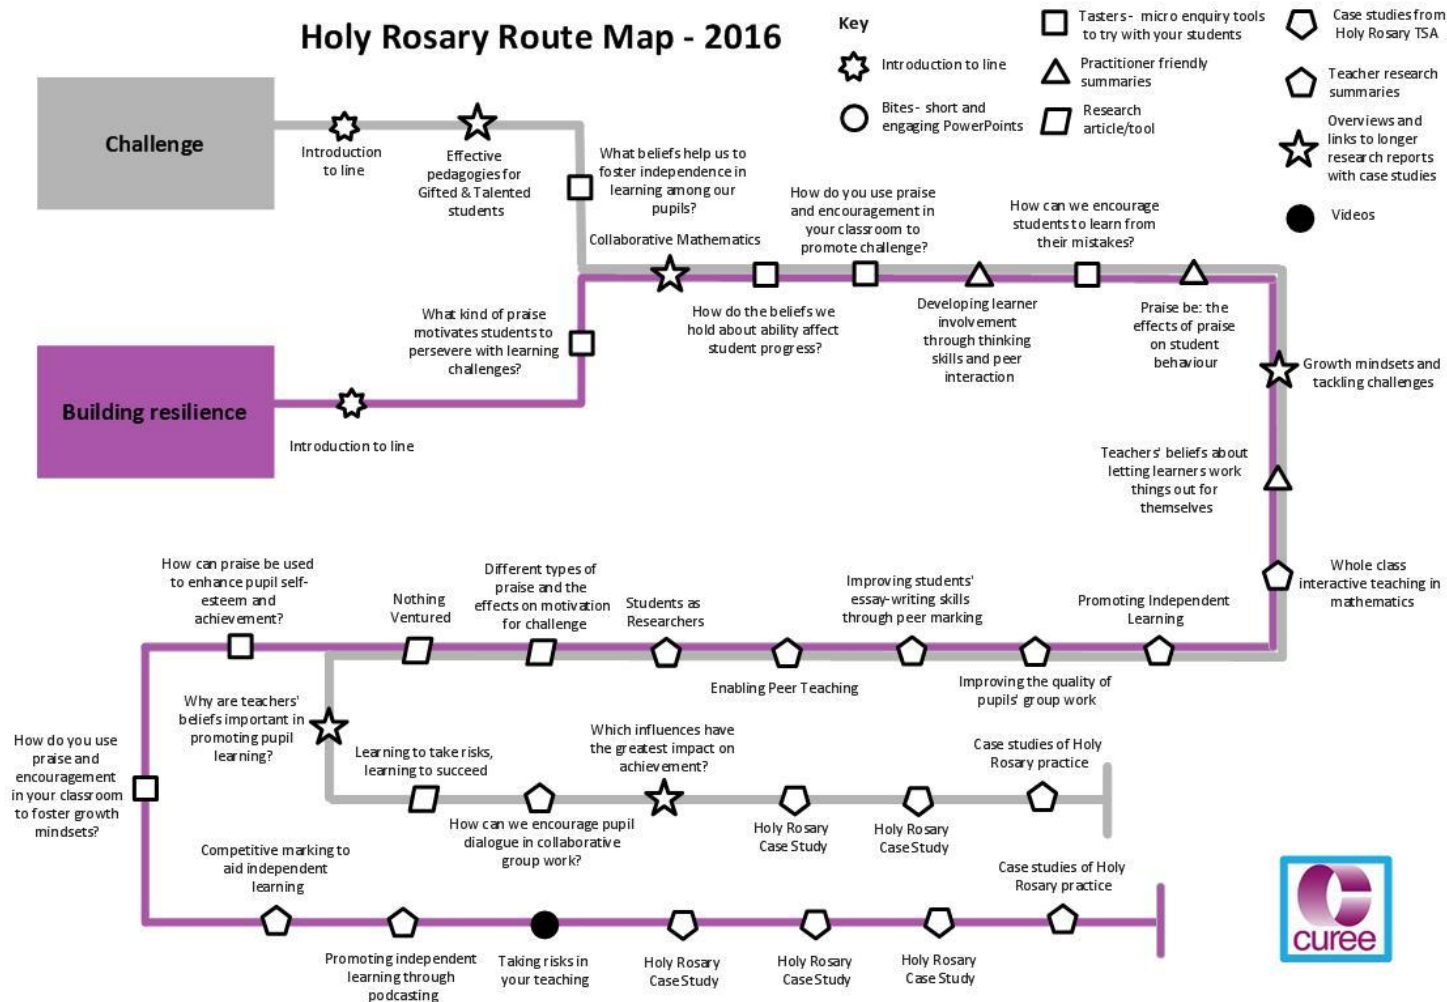 Holy Rosary Route Map - 2016
Key
Introduction to line
Bites - short and
engaging PowerPoints
Tasters - micro enquiry tools
to try with your students
Practitioner friendly
summaries
Research
article/tool
Case studies from
Holy Rosary TSA
Teacher research
summaries
Overviews and
links to longer
research reports
with case studies
Videos
Challenge
Introduction
to line
Effective
pedagogies for
Gifted & Talented
students
What beliefs help us to
foster independence in
learning among our
pupils?
Collaborative Mathematics
How do you use praise
and encouragement in
your classroom to
promote challenge?
How can we encourage
students to learn from
their mistakes?
What kind of praise
motivates students to
persevere with learning
challenges?
How do the beliefs we
hold about ability affect
student progress?
Developing learner
involvement
through thinking
skills and peer
interaction
Praise be: the
effects of praise
on student
behaviour
Growth mindsets and
tackling challenges
Building resilience
Introduction to line
Teachers' beliefs about
letting learners work
things out for
themselves
Whole class
interactive teaching in
mathematics
How can praise be used
to enhance pupil self-
esteem and
achievement?
Nothing
Ventured
Different types of
praise and the
effects on motivation
for challenge
Students as
Researchers
Improving students'
essay-writing skills
through peer marking
Promoting Independent
Learning
Enabling Peer Teaching
Improving the quality of
pupils' group work
Why are teachers'
beliefs important in
promoting pupil
learning?
Learning to take risks,
learning to succeed
Which influences have
the greatest impact on
achievement?
Case studies of Holy
Rosary practice
How do you use
praise and
encouragement
in your classroom
to foster growth
mindsets?
How can we encourage pupil
dialogue in collaborative
group work?
Holy Rosary
Case Study
Holy Rosary
Case Study
Competitive marking to
aid independent
learning
Case studies of Holy
Rosary practice
Promoting independent
learning through
podcasting
Taking risks in
your teaching
Holy Rosary
Case Study
Holy Rosary
Case Study
Holy Rosary
Case Study
curee